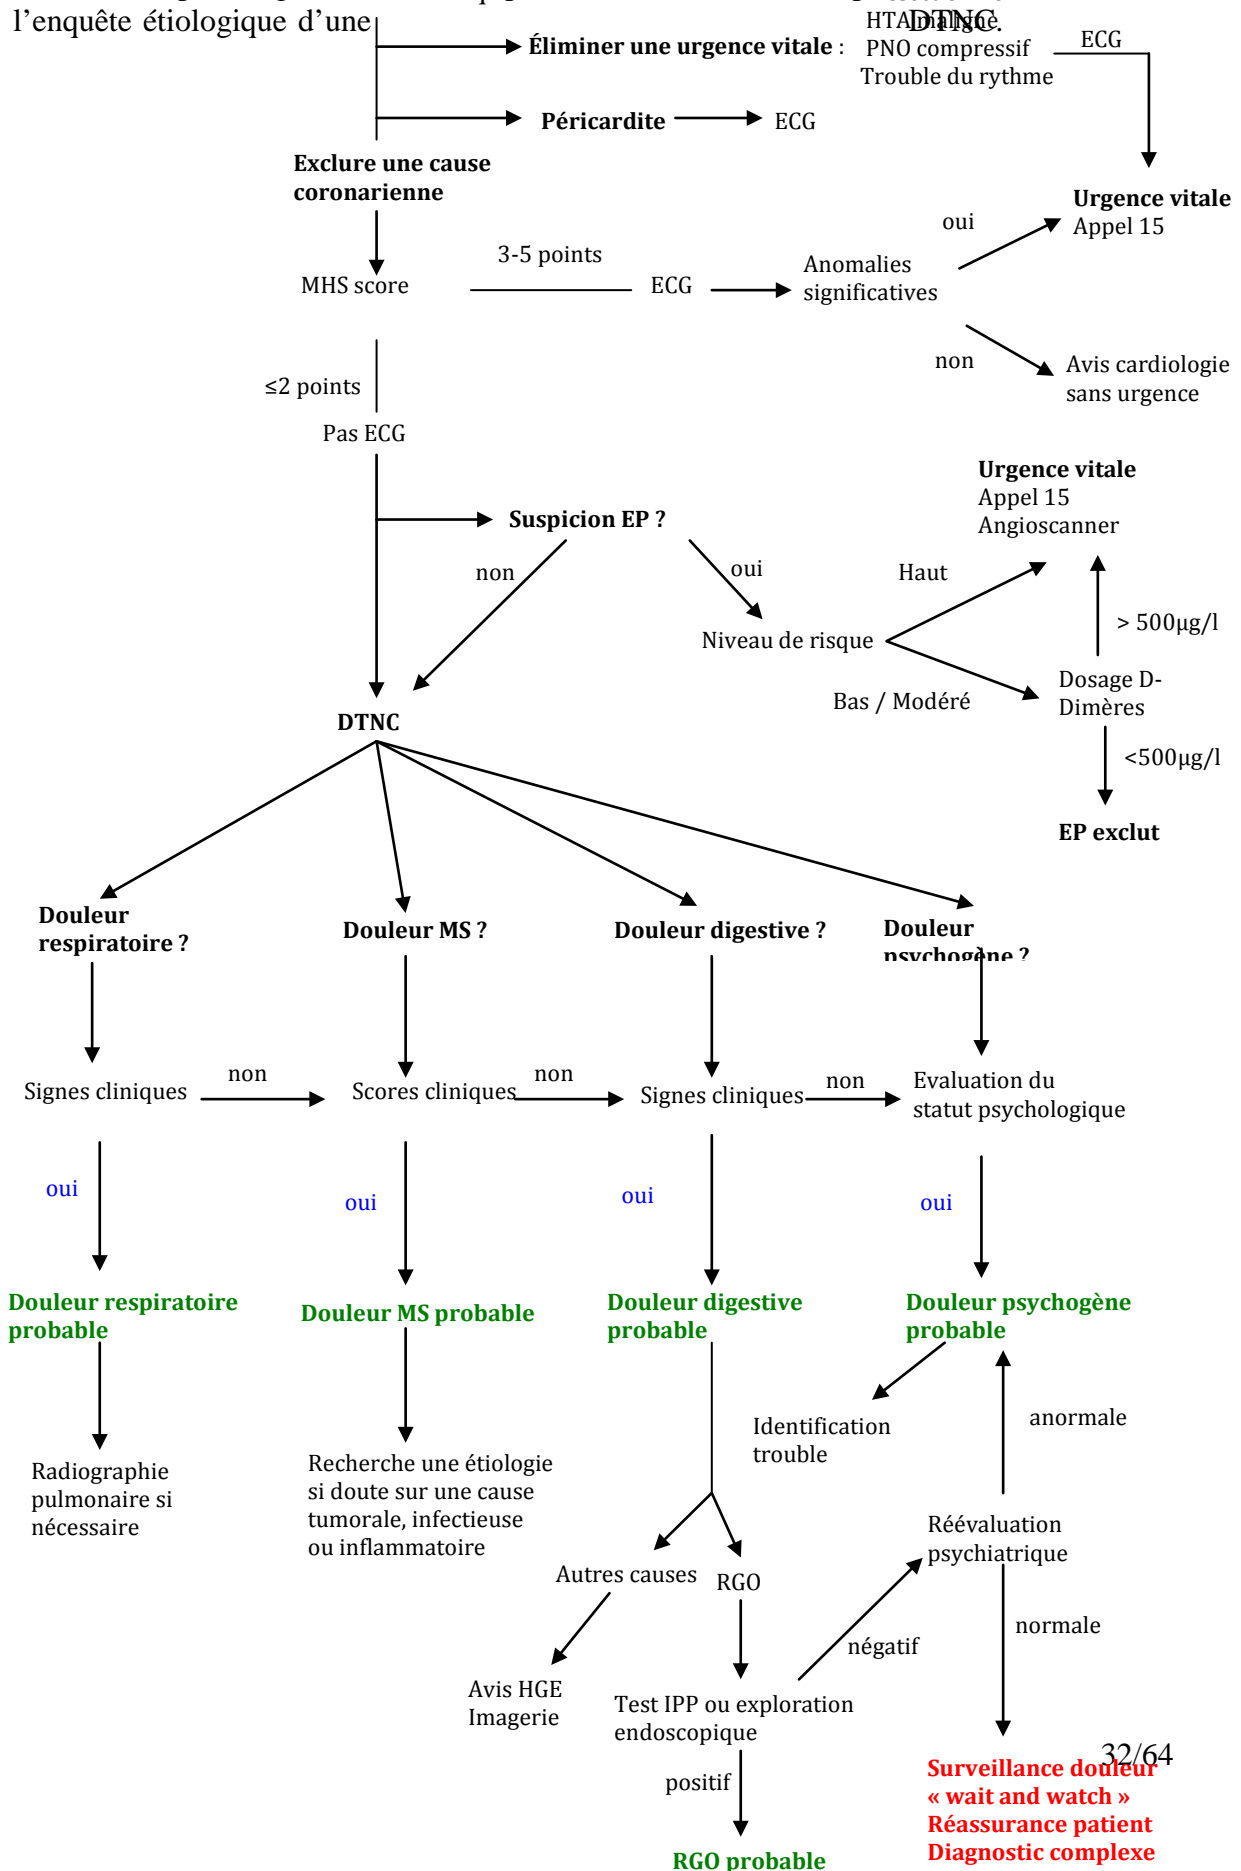 l'enquête étiologique d'une
DTNC.
HTA maligne
Éliminer une urgence vitale :
PNO compressif
ECG
Trouble du rythme
Péricardite
ECG
Exclure une cause
coronarienne
Urgence vitale
Appel 15
oui
3-5 points
MHS score
ECG
Anomalies
significatives
non
Avis cardiologie
sans urgence
≤2 points
Pas ECG
Urgence vitale
Appel 15
Angioscanner
Suspicion EP ?
non
oui
Haut
> 500µg/l
Niveau de risque
Bas / Modéré
Dosage D-
Dimères
DTNC
<500µg/l
EP exclut
Douleur
respiratoire ?
Douleur MS ?
Douleur digestive ?
Douleur
psychogène ?
Signes cliniques
non
Scores cliniques
non
Signes cliniques
non
Evaluation du
statut psychologique
oui
oui
oui
oui
Douleur respiratoire
probable
Douleur MS probable
Douleur digestive
probable
Douleur psychogène
probable
Identification
trouble
anormale
Radiographie
pulmonaire si
nécessaire
Recherche une étiologie
si doute sur une cause
tumorale, infectieuse
ou inflammatoire
Réévaluation
psychiatrique
Autres causes
RGO
négatif
normale
Avis HGE
Imagerie
Test IPP ou exploration
endoscopique
positif
32/64
Surveillance douleur
« wait and watch »
Réassurance patient
Diagnostic complexe
RGO probable